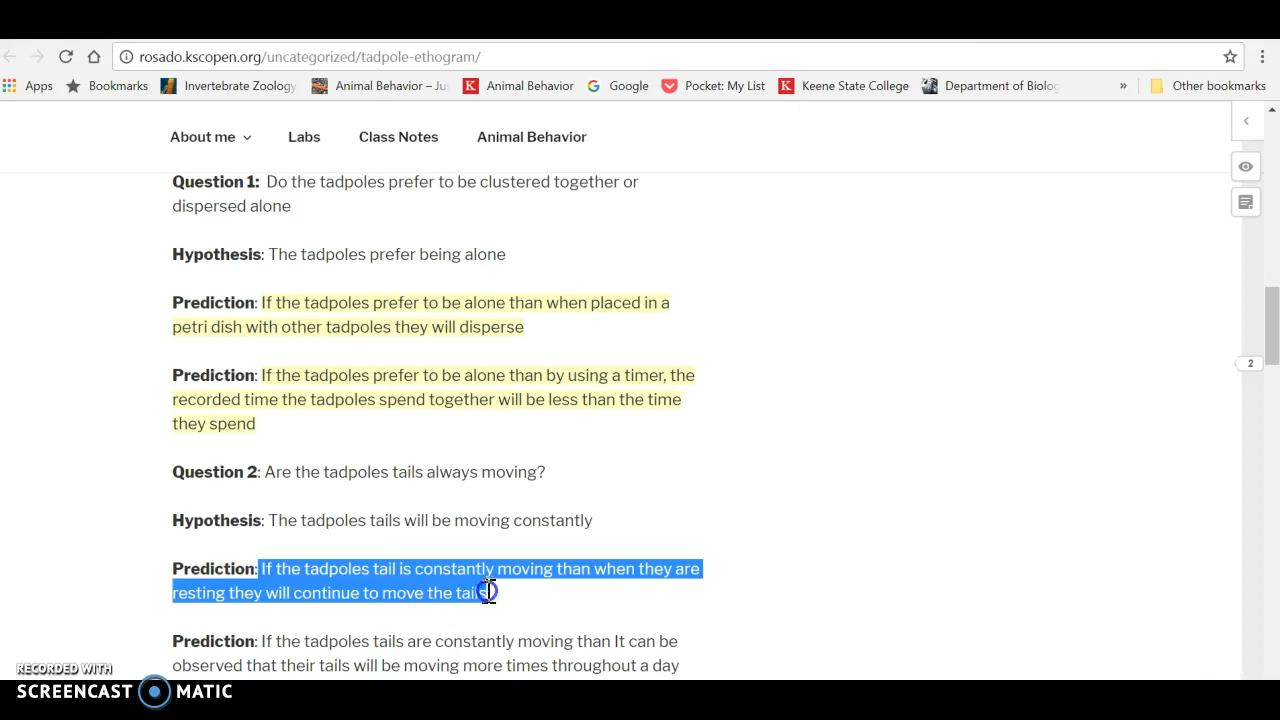 rosado.kscopen.org/uncategorized/tadpole-ethogram/
Apps Bookmarks Invertebrate Zoology Animal Behavior – Jus Animal Behavior Google Pocket: My List Keene State College Department of Biolog » Other bookmarks
About me Labs Class Notes Animal Behavior
Question 1: Do the tadpoles prefer to be clustered together or
dispersed alone
Hypothesis: The tadpoles prefer being alone
Prediction: If the tadpoles prefer to be alone than when placed in a
petri dish with other tadpoles they will disperse
Prediction: If the tadpoles prefer to be alone than by using a timer, the
recorded time the tadpoles spend together will be less than the time
they spend
2
Question 2: Are the tadpoles tails always moving?
Hypothesis: The tadpoles tails will be moving constantly
Prediction: If the tadpoles tail is constantly moving than when they are
resting they will continue to move the tails
Prediction: If the tadpoles tails are constantly moving than It can be
observed that their tails will be moving more times throughout a day
RECORDED WITH
SCREENCAST MATIC